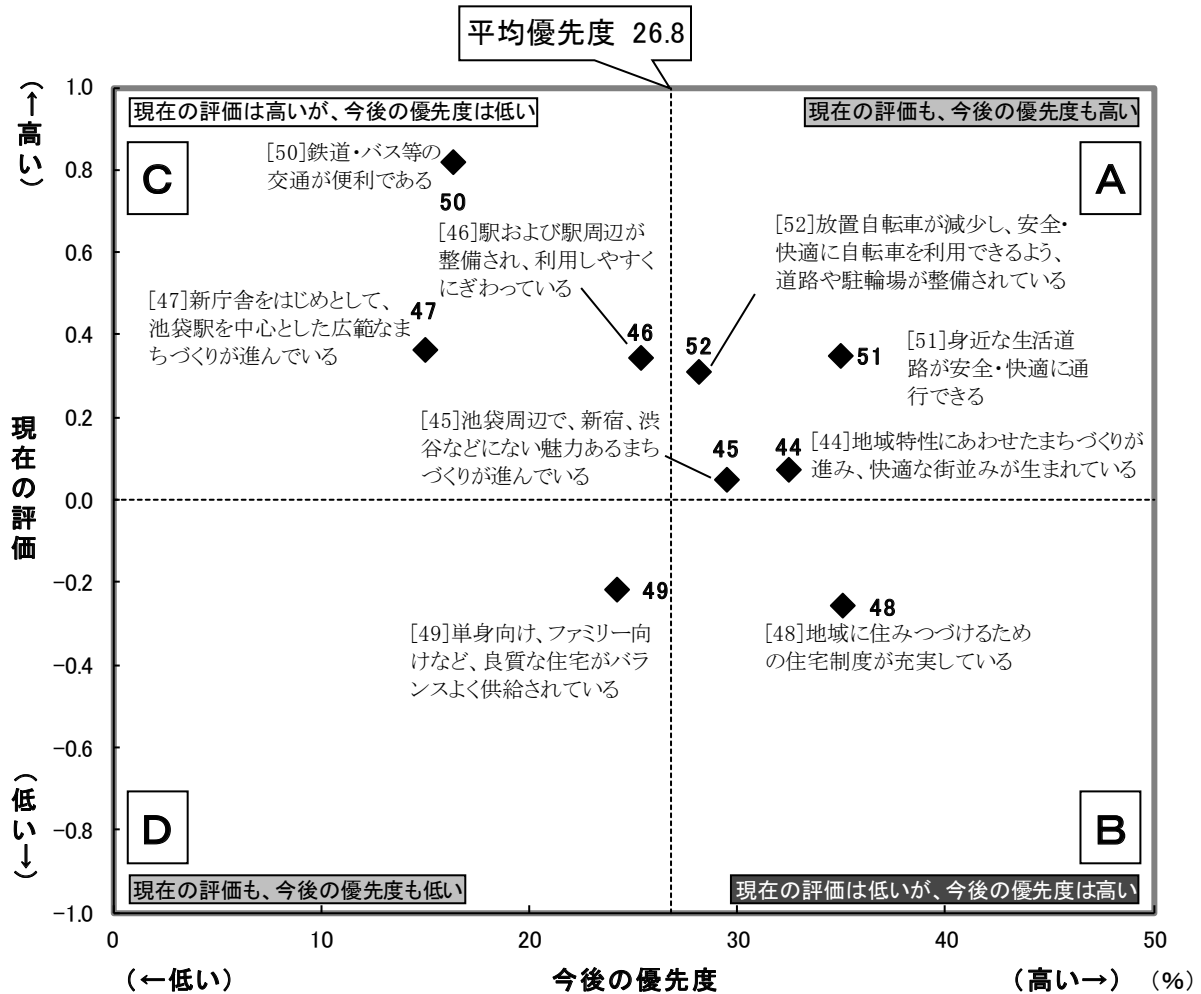 平均優先度 26.8
(↑高い)
現在の評価
(低い↓)
1.0
0.8
0.6
0.4
0.2
0.0
−0.2
−0.4
−0.6
−0.8
−1.0
現在の評価は高いが、今後の優先度は低い
現在の評価も、今後の優先度も高い
C
A
[50]鉄道・バス等の
交通が便利である
50
[46]駅および駅周辺が
整備され、利用しやすく
にぎわっている
46
[52]放置自転車が減少し、安全・
快適に自転車を利用できるよう、
道路や駐輪場が整備されている
52
[47]新庁舎をはじめとして、
池袋駅を中心とした広範なま
ちづくりが進んでいる
47
[51]身近な生活道
路が安全・快適に通
行できる
51
[45]池袋周辺で、新宿、渋
谷などにない魅力あるまち
づくりが進んでいる
45
44
[44]地域特性にあわせたまちづくりが
進み、快適な街並みが生まれている
49
[49]単身向け、ファミリー向
けなど、良質な住宅がバラ
ンスよく供給されている
48
[48]地域に住みつづけるため
の住宅制度が充実している
D
B
現在の評価も、今後の優先度も低い
現在の評価は低いが、今後の優先度は高い
0
10
20
30
40
50
(←低い)
今後の優先度
(高い→)
(%)